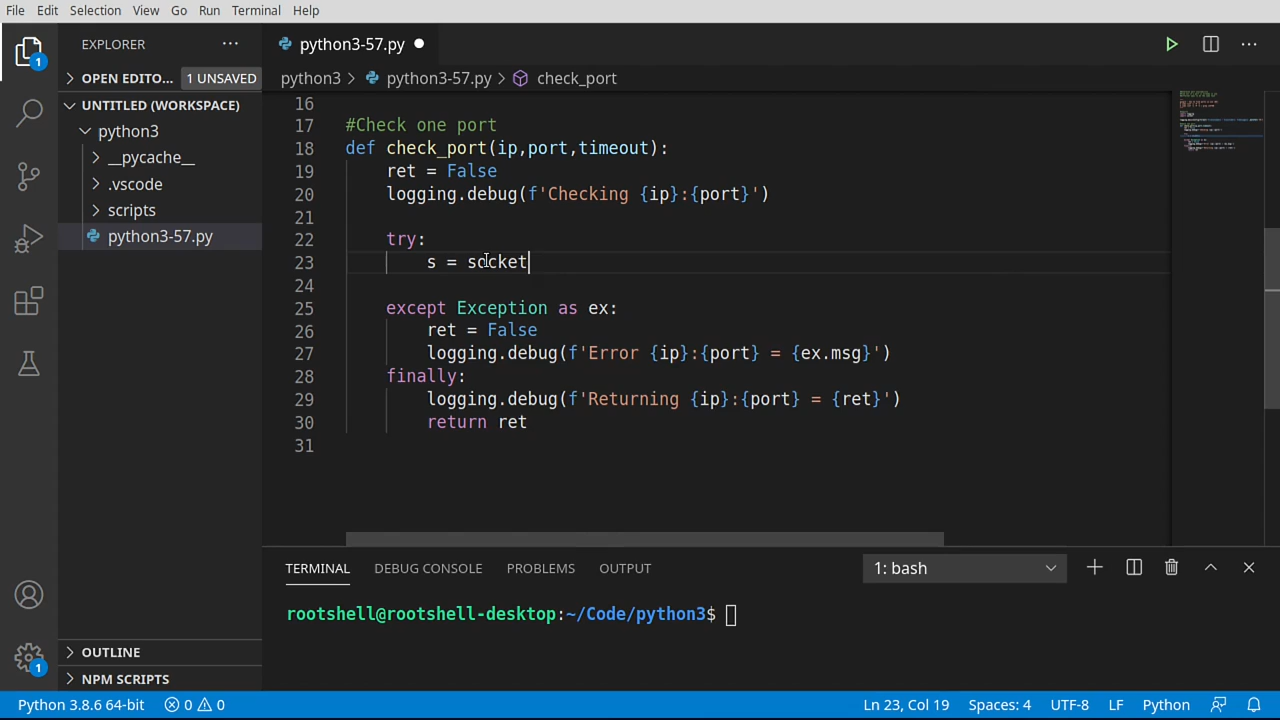 File Edit Selection View Go Run Terminal Help
EXPLORER
OPEN EDITO... 1 UNSAVED
UNTITLED (WORKSPACE)
python3
__pycache__
.vscode
scripts
python3-57.py
OUTLINE
NPM SCRIPTS
1
1
python3-57.py
python3 > python3-57.py > check_port
16
17 #Check one port
18 def check_port(ip,port,timeout):
19 ret = False
20 logging.debug(f'Checking {ip}:{port}')
21
22 try:
23 s = socket
24
25 except Exception as ex:
26 ret = False
27 logging.debug(f'Error {ip}:{port} = {ex.msg}')
28 finally:
29 logging.debug(f'Returning {ip}:{port} = {ret}')
30 return ret
31
TERMINAL DEBUG CONSOLE PROBLEMS OUTPUT 1: bash
rootshell@rootshell-desktop:~/Code/python3$
Python 3.8.6 64-bit 0 0 Ln 23, Col 19 Spaces: 4 UTF-8 LF Python